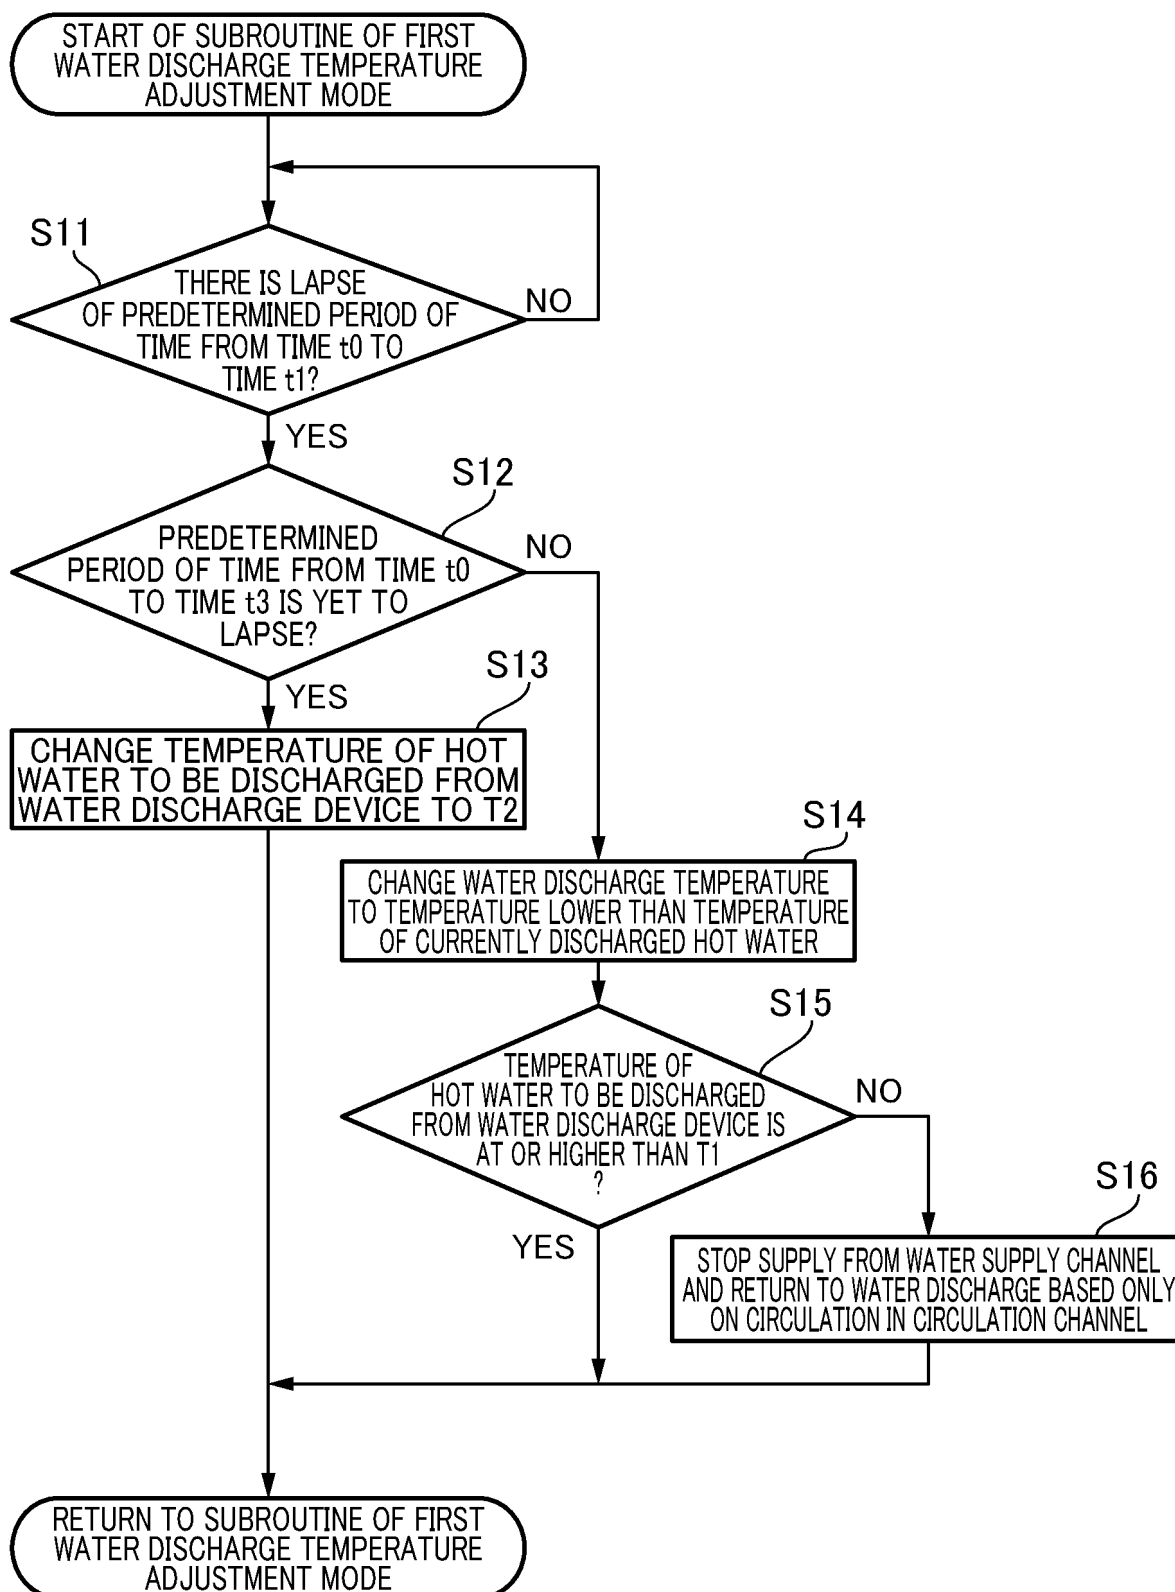 START OF SUBROUTINE OF FIRST
WATER DISCHARGE TEMPERATURE
ADJUSTMENT MODE
S11
THERE IS LAPSE
OF PREDETERMINED PERIOD OF
TIME FROM TIME t0 TO
TIME t1?
NO
YES
S12
PREDETERMINED
PERIOD OF TIME FROM TIME t0
TO TIME t3 IS YET TO
LAPSE?
NO
YES
S13
CHANGE TEMPERATURE OF HOT
WATER TO BE DISCHARGED FROM
WATER DISCHARGE DEVICE TO T2
S14
CHANGE WATER DISCHARGE TEMPERATURE
TO TEMPERATURE LOWER THAN TEMPERATURE
OF CURRENTLY DISCHARGED HOT WATER
S15
TEMPERATURE OF
HOT WATER TO BE DISCHARGED
FROM WATER DISCHARGE DEVICE IS
AT OR HIGHER THAN T1
?
NO
YES
S16
STOP SUPPLY FROM WATER SUPPLY CHANNEL
AND RETURN TO WATER DISCHARGE BASED ONLY
ON CIRCULATION IN CIRCULATION CHANNEL
RETURN TO SUBROUTINE OF FIRST
WATER DISCHARGE TEMPERATURE
ADJUSTMENT MODE